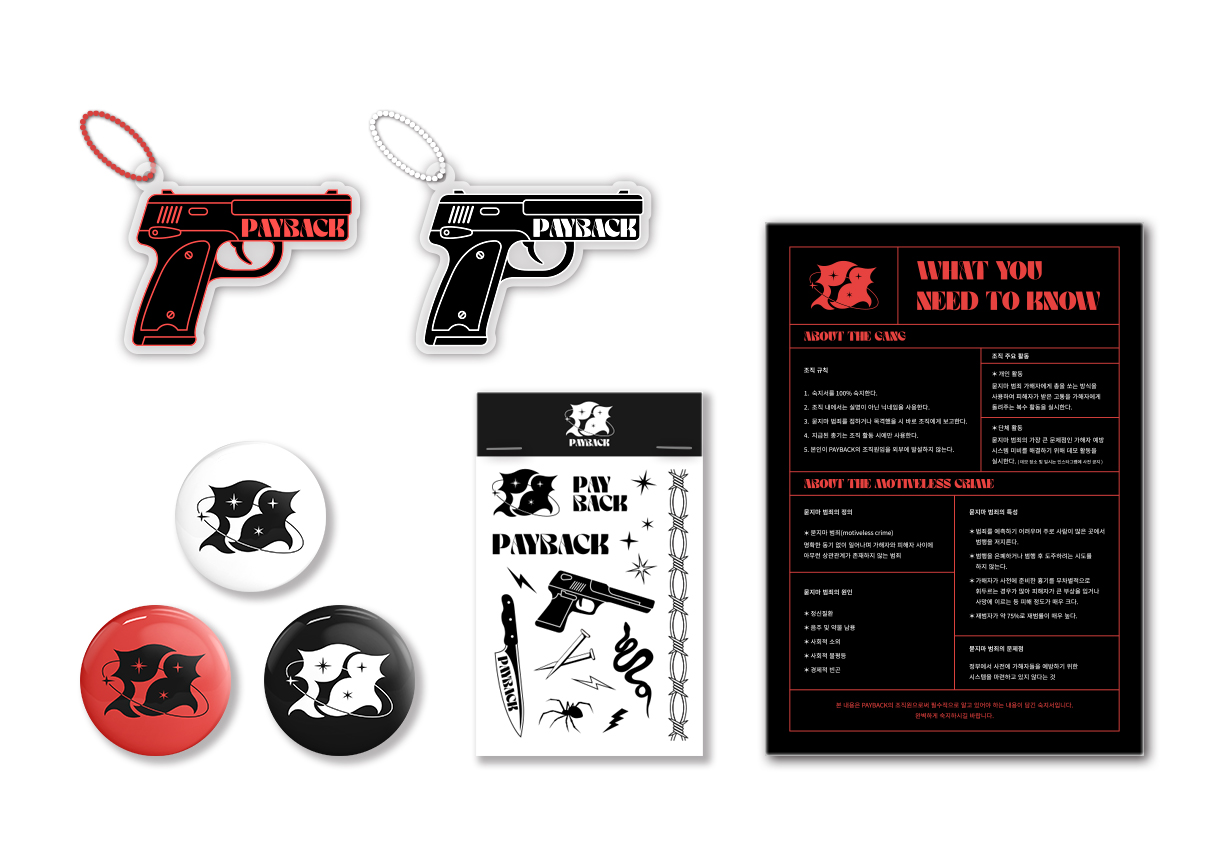 PAYBACK
PAYBACK
PAYBACK
PAY
BACK
PAYBACK
PAYBACK
WHAT YOU
NEED TO KNOW
ABOUT THE GANG
조직 규칙
1. 숙지서를 100% 숙지한다.
2. 조직 내에서는 실명이 아닌 닉네임을 사용한다.
3. 묻지마 범죄를 접하거나 목격했을 시 바로 조직에게 보고한다.
4. 지급된 총기는 조직 활동 시에만 사용한다.
5. 본인이 PAYBACK의 조직원임을 외부에 발설하지 않는다.
조직 주요 활동
* 개인 활동
묻지마 범죄 가해자에게 총을 쏘는 방식을
사용하여 피해자가 받은 고통을 가해자에게
돌려주는 복수 활동을 실시한다.
* 단체 활동
묻지마 범죄의 가장 큰 문제점인 가해자 예방
시스템 미비를 해결하기 위해 데모 활동을
실시한다. (데모 장소 및 일시는 인스타그램에 사전 공지)
ABOUT THE MOTIVELESS CRIME
묻지마 범죄의 정의
* 묻지마 범죄(motiveless crime)
명확한 동기 없이 일어나며 가해자와 피해자 사이에
아무런 상관관계가 존재하지 않는 범죄
묻지마 범죄의 원인
* 정신질환
* 음주 및 약물 남용
* 사회적 소외
* 사회적 불평등
* 경제적 빈곤
묻지마 범죄의 특성
* 범죄를 예측하기 어려우며 주로 사람이 많은 곳에서
범행을 저지른다.
* 범행을 은폐하거나 범행 후 도주하려는 시도를
하지 않는다.
* 가해자가 사전에 준비한 흉기를 무차별적으로
휘두르는 경우가 많아 피해자가 큰 부상을 입거나
사망에 이르는 등 피해 정도가 매우 크다.
* 재범자가 약 75%로 재범률이 매우 높다.
묻지마 범죄의 문제점
정부에서 사전에 가해자들을 예방하기 위한
시스템을 마련하고 있지 않다는 것
본 내용은 PAYBACK의 조직원으로써 필수적으로 알고 있어야 하는 내용이 담긴 숙지서입니다.
완벽하게 숙지하시길 바랍니다.